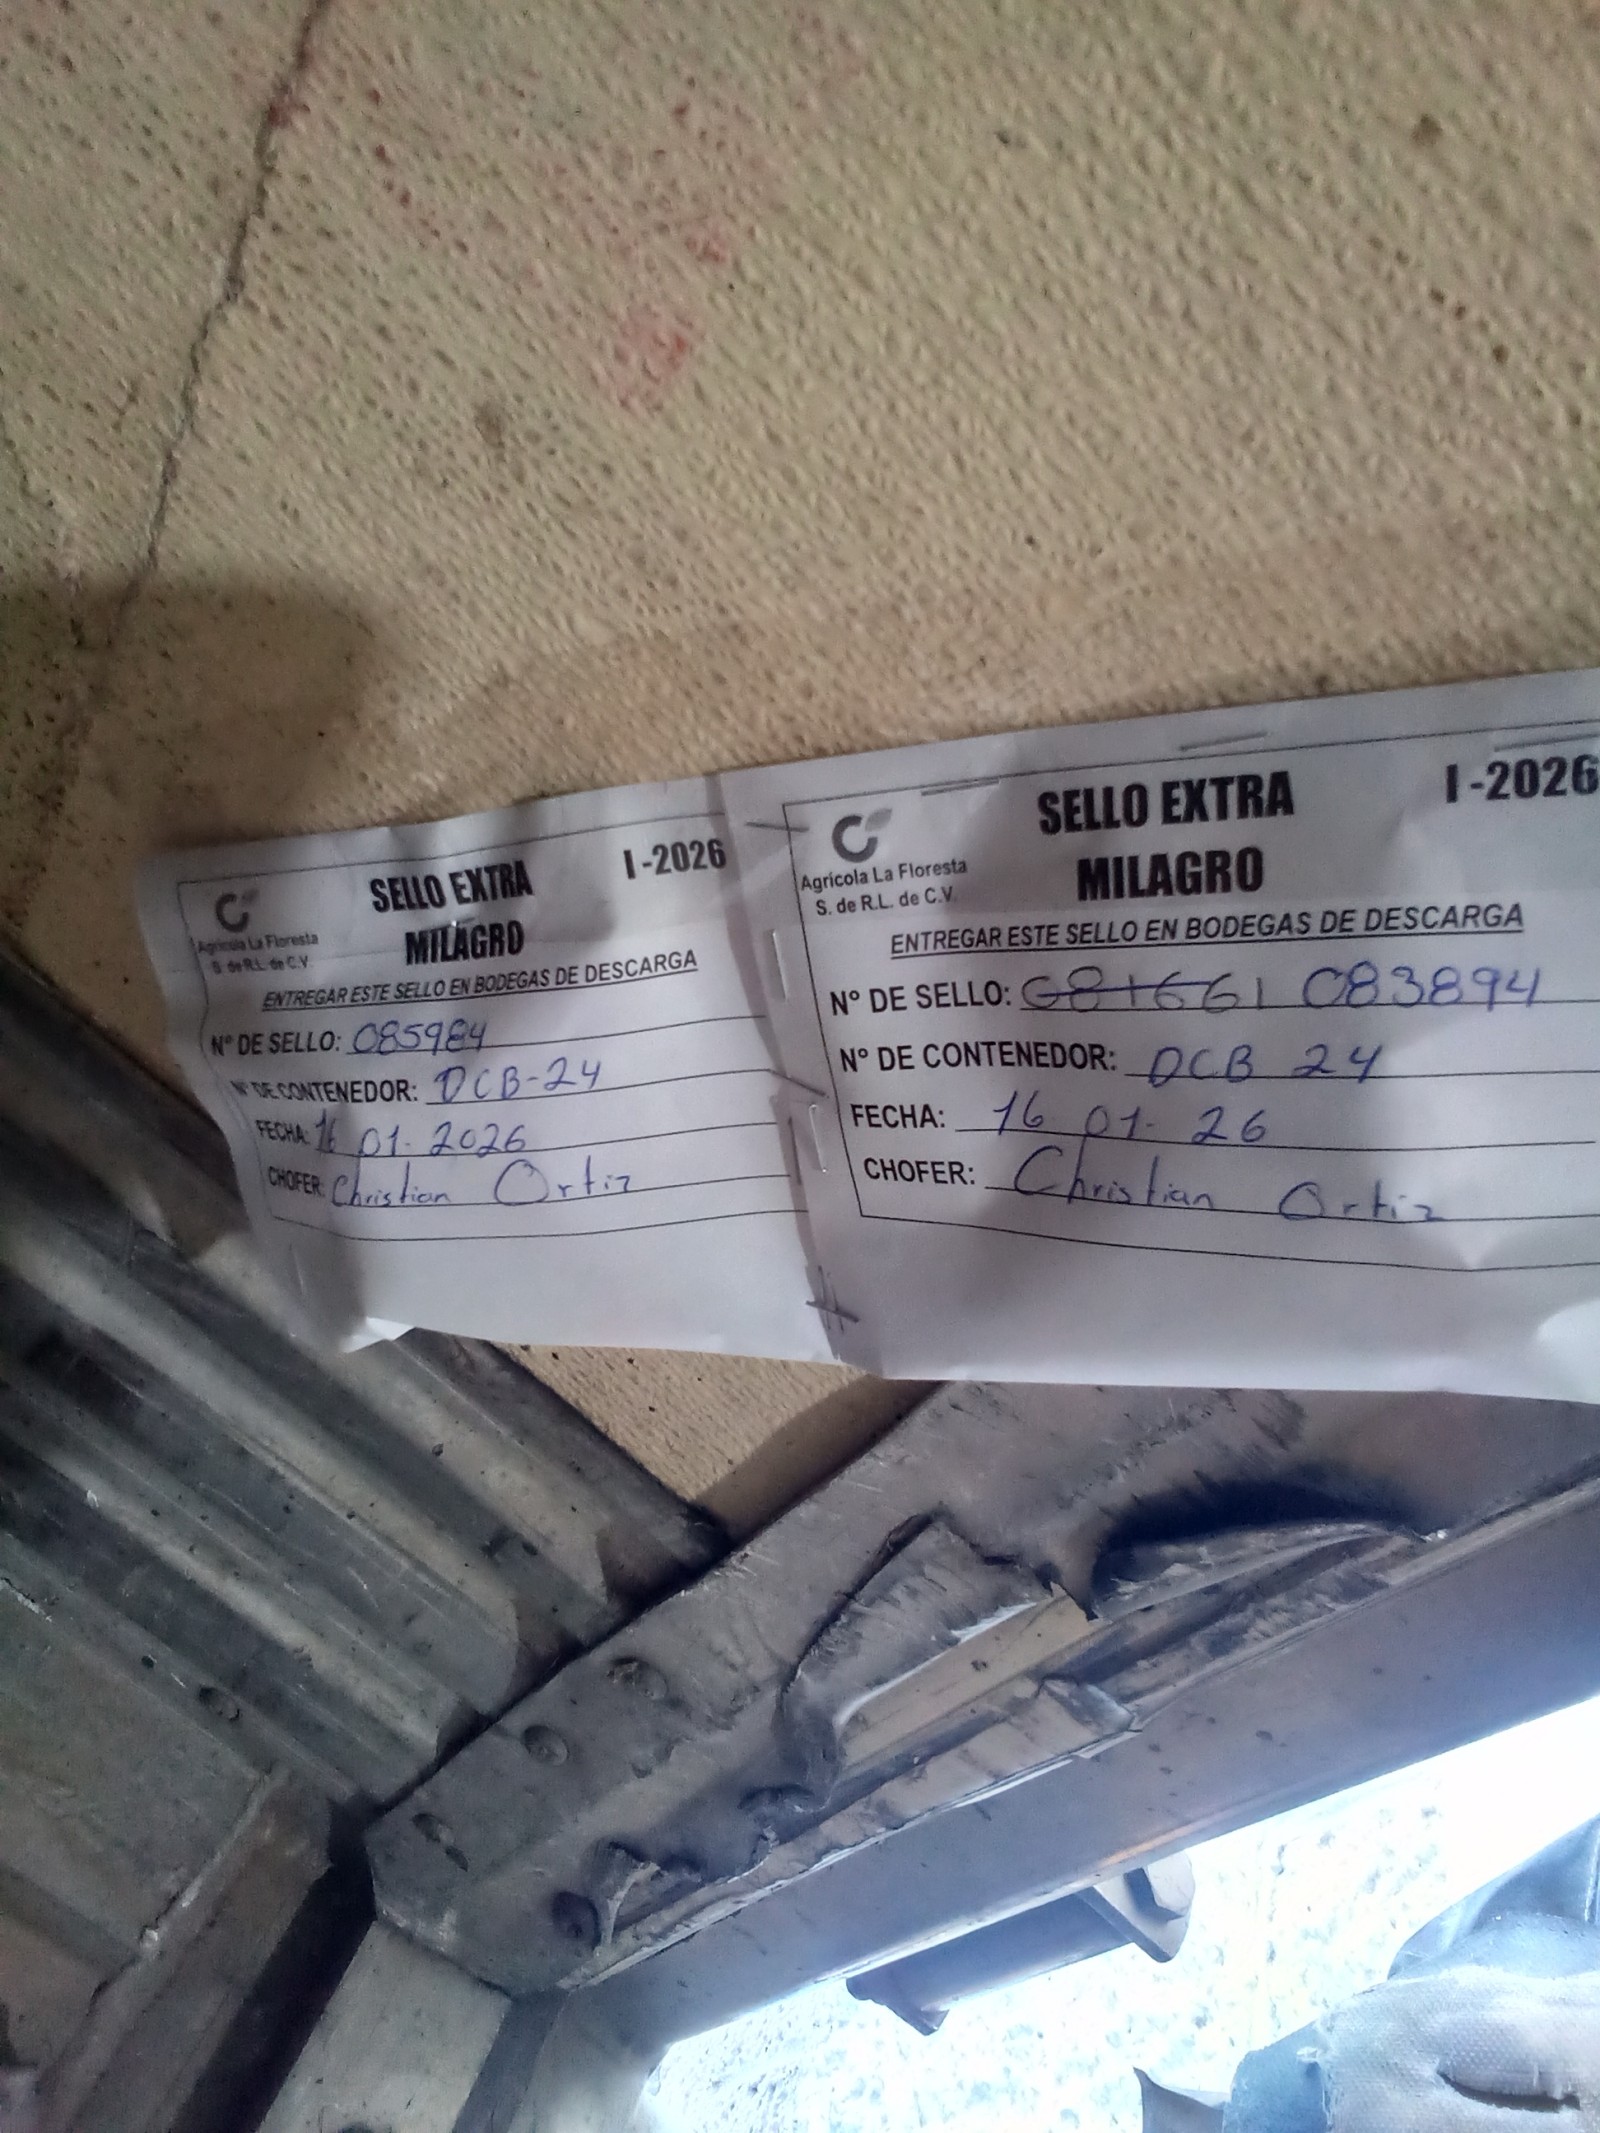 SELLO EXTRA
I -2026
MILAGRO
Agrícola La Floresta
S. de R.L. de C.V.
ENTREGAR ESTE SELLO EN BODEGAS DE DESCARGA
Nº DE SELLO: 085984
Nº DE CONTENEDOR: DCB-24
FECHA: 16 01-2026
CHOFER: Christian Ortiz
SELLO EXTRA
I -2026
MILAGRO
Agrícola La Floresta
S. de R.L. de C.V.
ENTREGAR ESTE SELLO EN BODEGAS DE DESCARGA
Nº DE SELLO: 083894
Nº DE CONTENEDOR: DCB 24
FECHA: 16 01- 26
CHOFER: Christian Ortiz